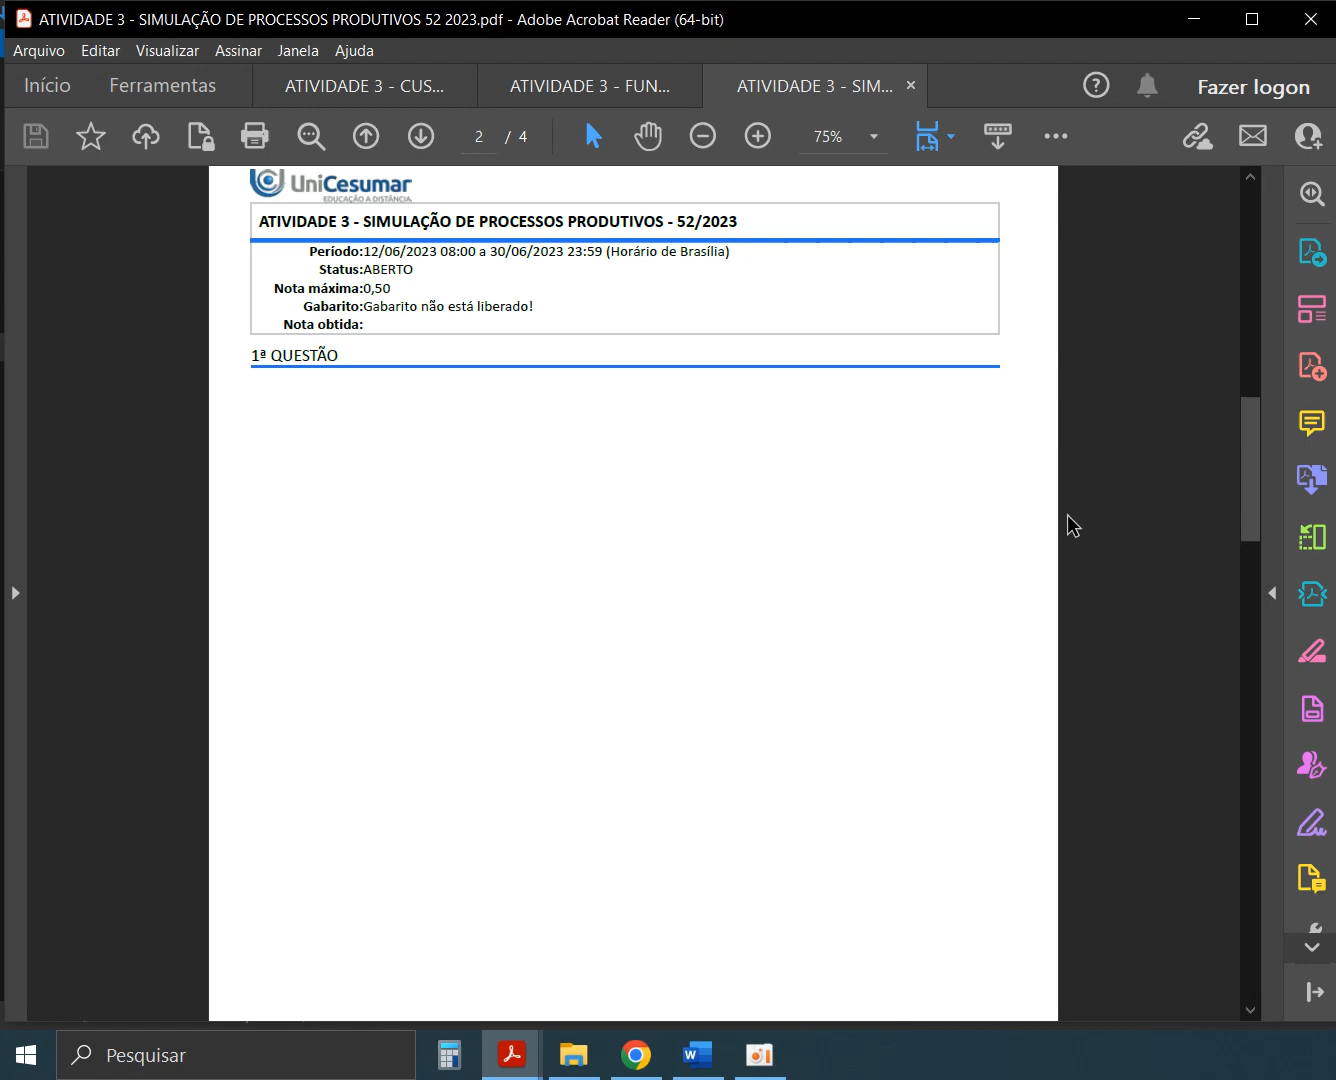 ATIVIDADE 3 - SIMULAÇÃO DE PROCESSOS PRODUTIVOS 52 2023.pdf - Adobe Acrobat Reader (64-bit)
Arquivo Editar Visualizar Assinar Janela Ajuda
Início Ferramentas ATIVIDADE 3 - CUS... ATIVIDADE 3 - FUN... ATIVIDADE 3 - SIM... × Fazer logon
2 / 4 75%
UniCesumar
EDUCAÇÃO A DISTÂNCIA
ATIVIDADE 3 - SIMULAÇÃO DE PROCESSOS PRODUTIVOS - 52/2023
Período:12/06/2023 08:00 a 30/06/2023 23:59 (Horário de Brasília)
Status:ABERTO
Nota máxima:0,50
Gabarito:Gabarito não está liberado!
Nota obtida:
1ª QUESTÃO
Pesquisar